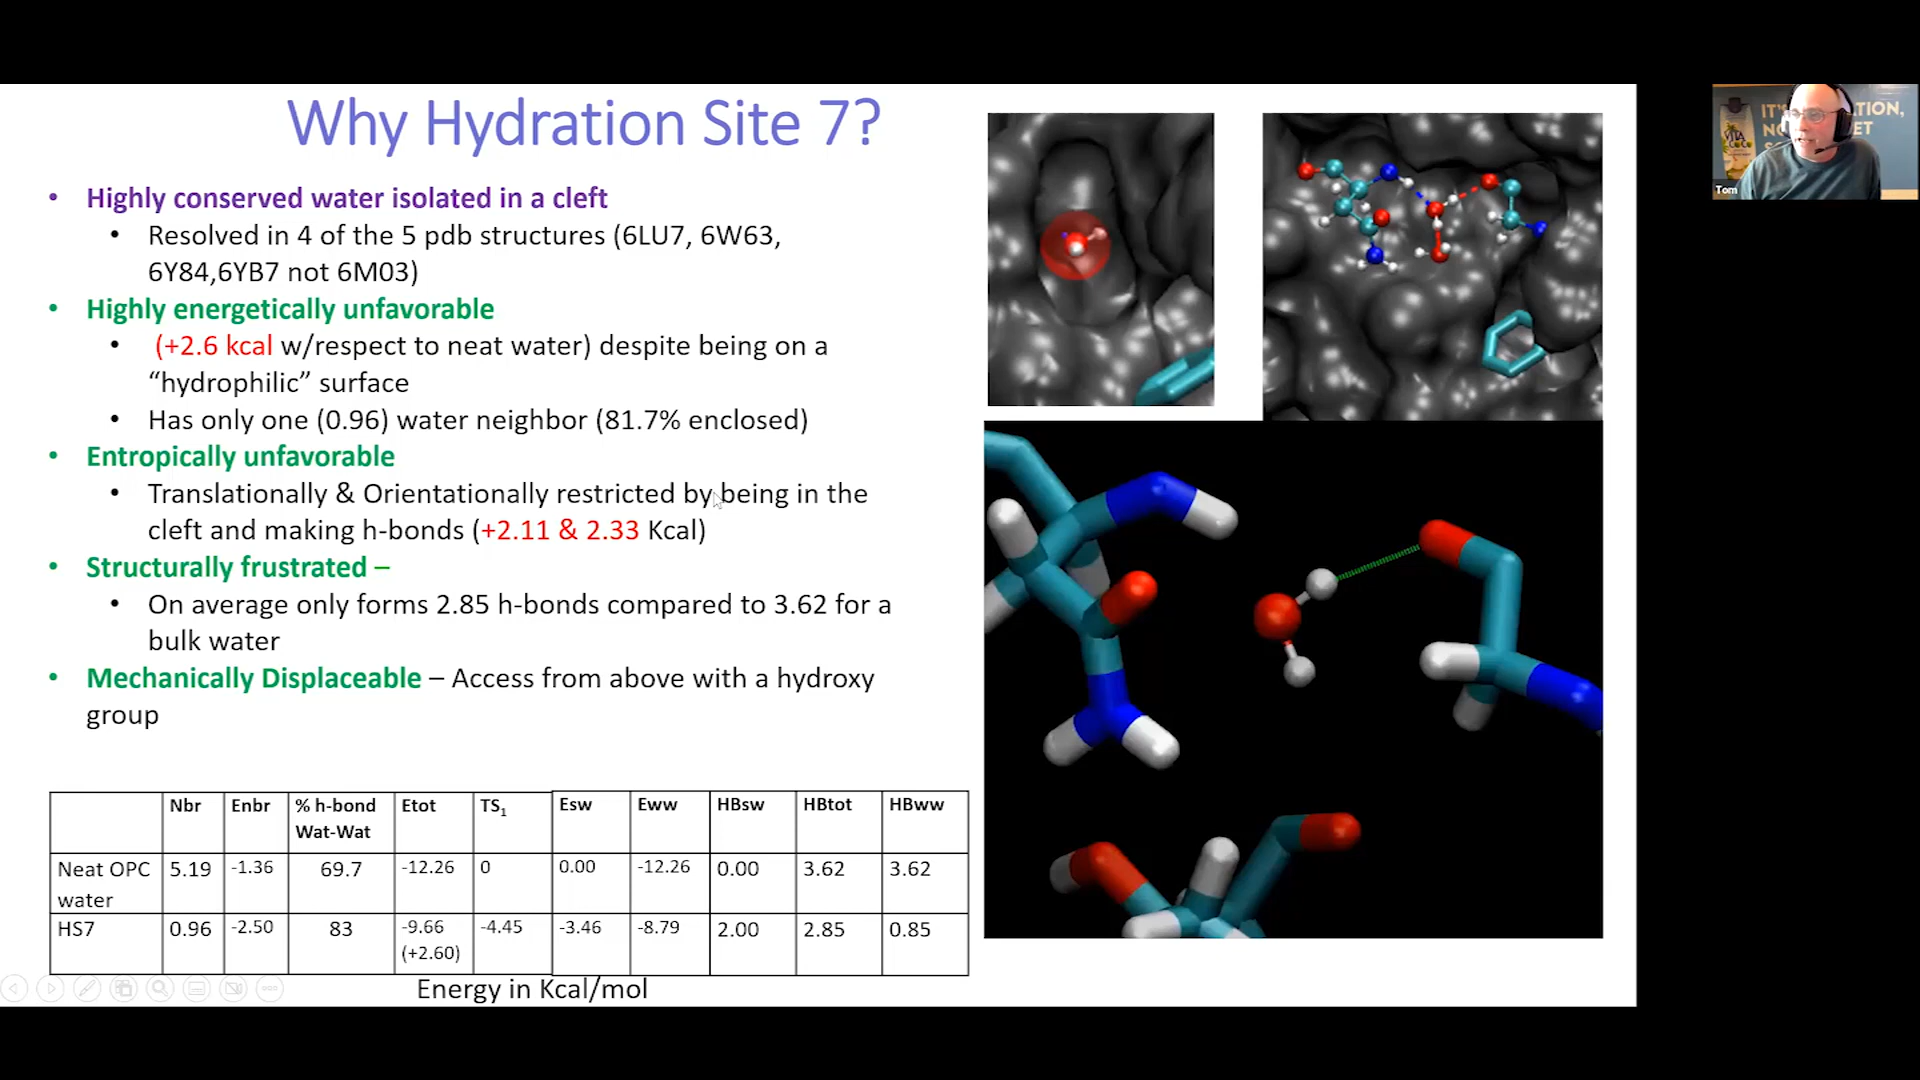 Why Hydration Site 7?
• Highly conserved water isolated in a cleft
• Resolved in 4 of the 5 pdb structures (6LU7, 6W63,
6Y84,6YB7 not 6M03)
• Highly energetically unfavorable
• (+2.6 kcal w/respect to neat water) despite being on a
“hydrophilic” surface
• Has only one (0.96) water neighbor (81.7% enclosed)
• Entropically unfavorable
• Translationally & Orientationally restricted by being in the
cleft and making h-bonds (+2.11 & 2.33 Kcal)
• Structurally frustrated –
• On average only forms 2.85 h-bonds compared to 3.62 for a
bulk water
• Mechanically Displaceable – Access from above with a hydroxy
group
Nbr Enbr % h-bond Etot TS1 Esw Eww HBsw HBtot HBww
Wat-Wat
Neat OPC 5.19 -1.36 69.7 -12.26 0 0.00 -12.26 0.00 3.62 3.62
water
HS7 0.96 -2.50 83 -9.66 -4.45 -3.46 -8.79 2.00 2.85 0.85
(+2.60)
Energy in Kcal/mol
Tom